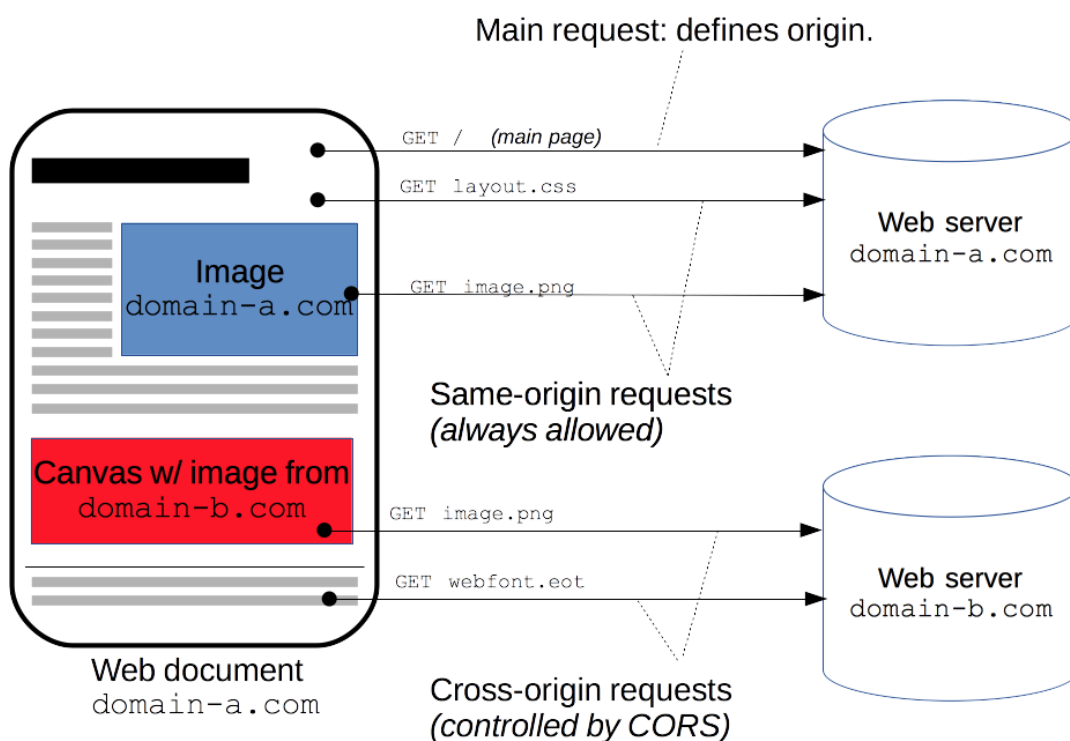 Main request: defines origin.
GET / (main page)
GET layout.css
Web server
domain-a.com
Image
domain-a.com
GET image.png
Same-origin requests
(always allowed)
Canvas w/ image from
domain-b.com
GET image.png
GET webfont.eot
Web server
domain-b.com
Web document
domain-a.com
Cross-origin requests
(controlled by CORS)